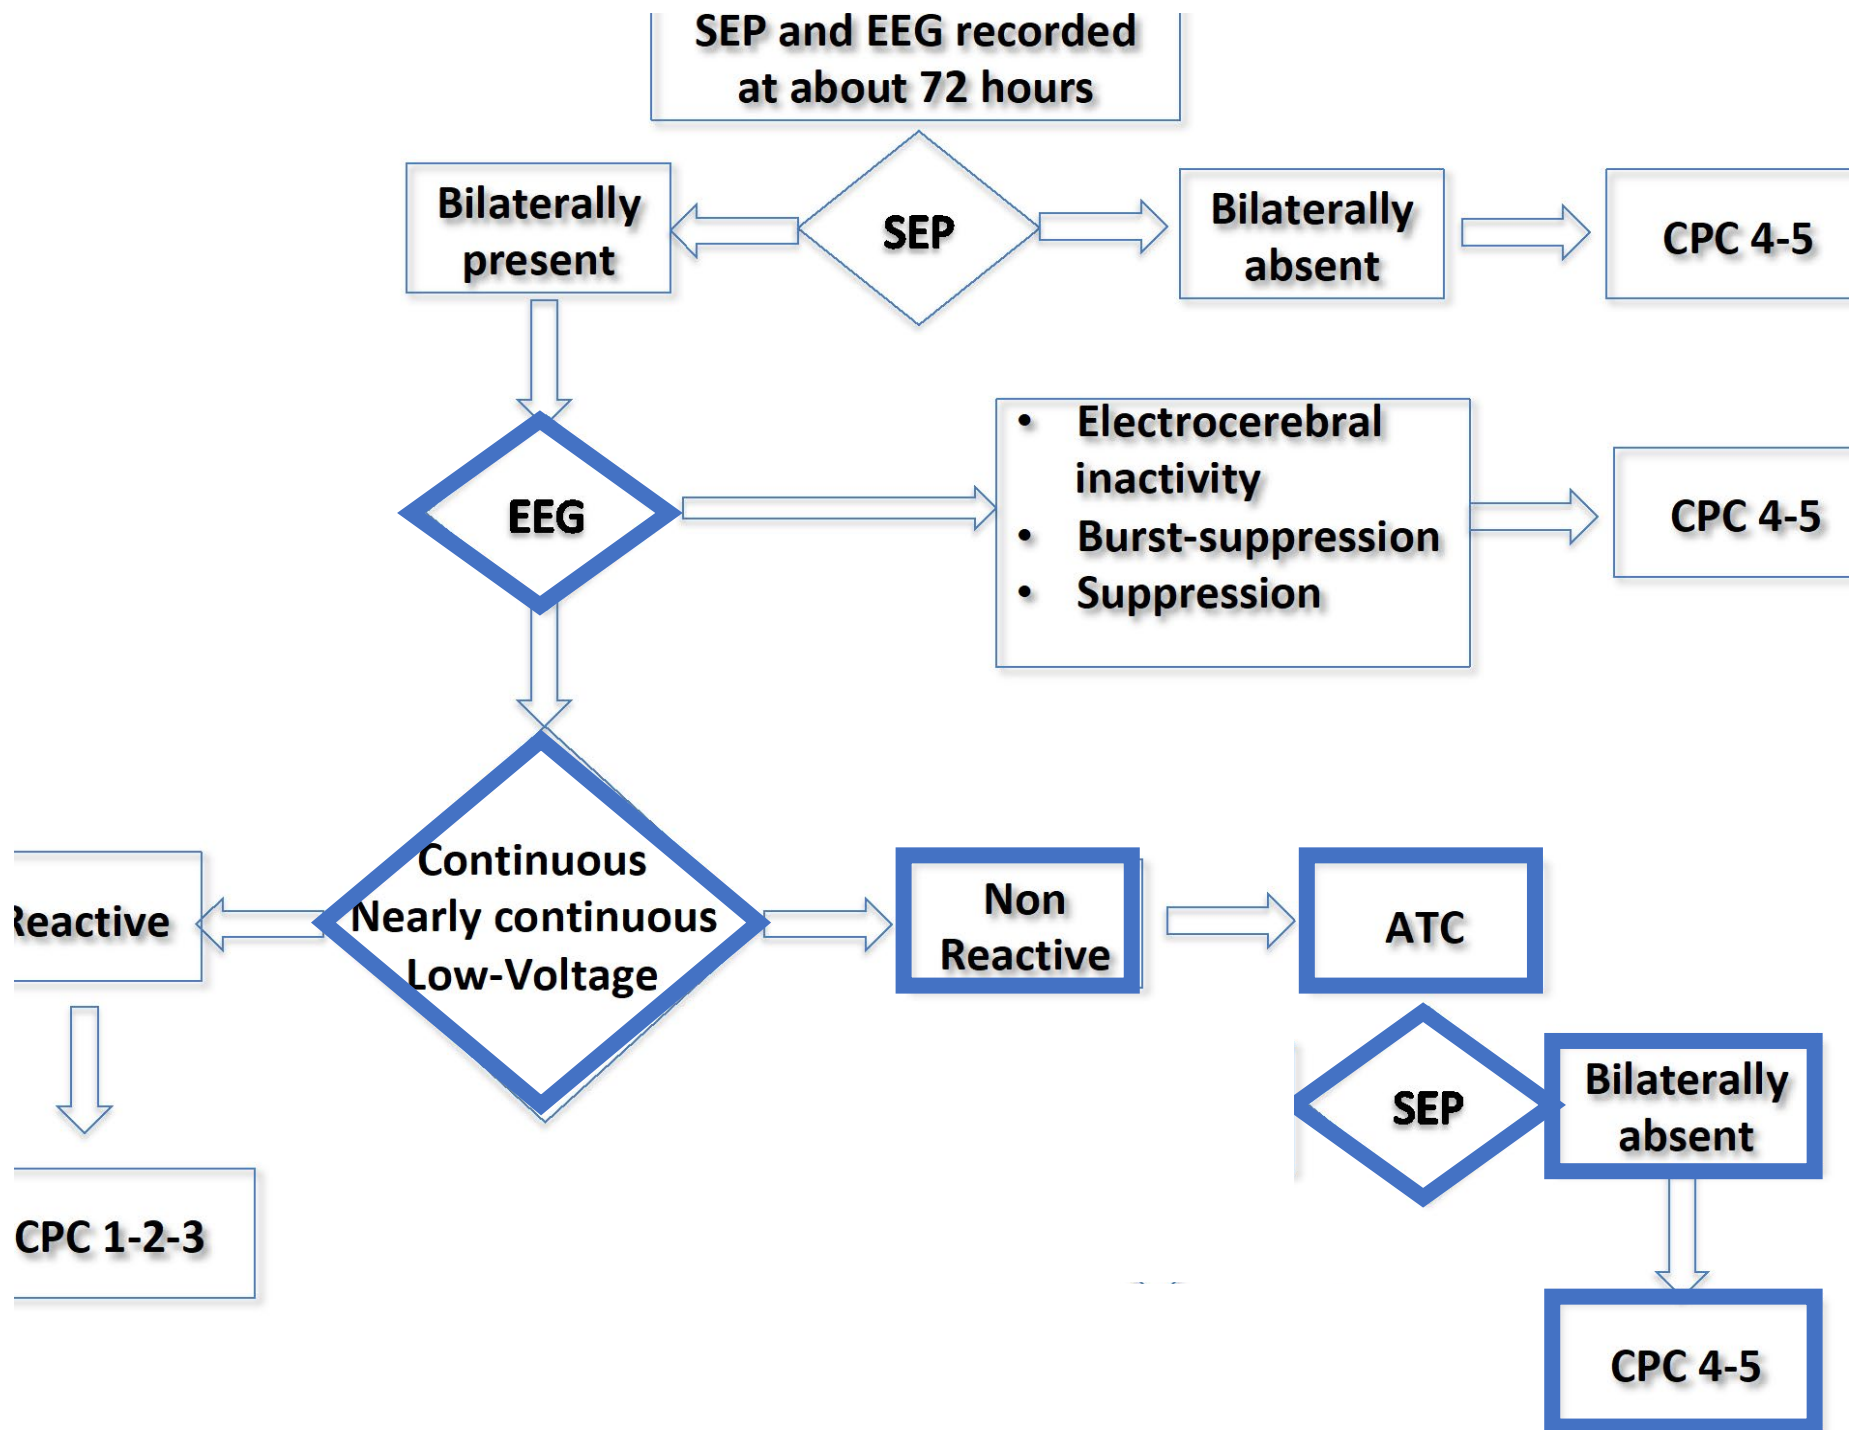 SEP and EEG recorded
at about 72 hours
Bilaterally
present
SEP
Bilaterally
absent
CPC 4-5
EEG
• Electrocerebral
inactivity
• Burst-suppression
• Suppression
CPC 4-5
Reactive
Continuous
Nearly continuous
Low-Voltage
Non
Reactive
ATC
SEP
Bilaterally
absent
CPC 1-2-3
CPC 4-5